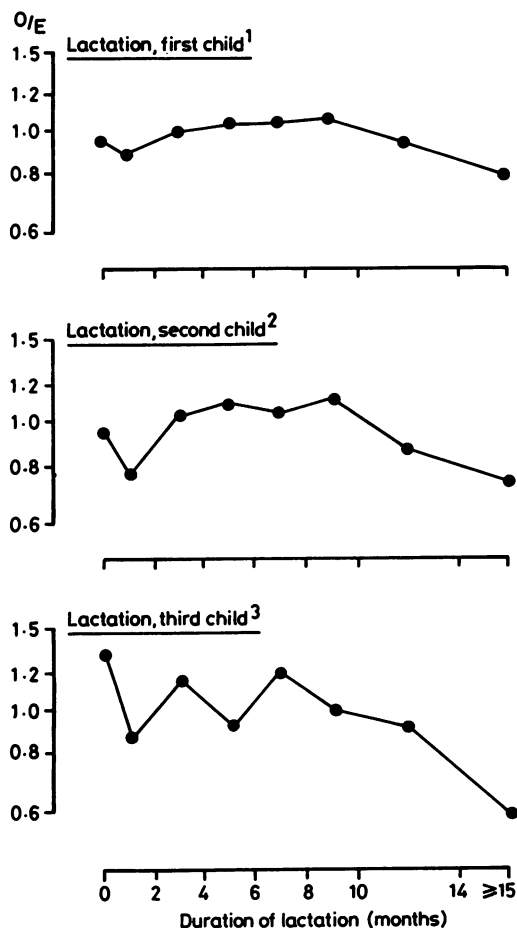 O/E
Lactation, first child1
1.5
1.2
1.0
0.8
0.6
Lactation, second child2
1.5
1.2
1.0
0.8
0.6
Lactation, third child3
1.5
1.2
1.0
0.8
0.6
0 2 4 6 8 10 14 ⩾15
Duration of lactation (months)